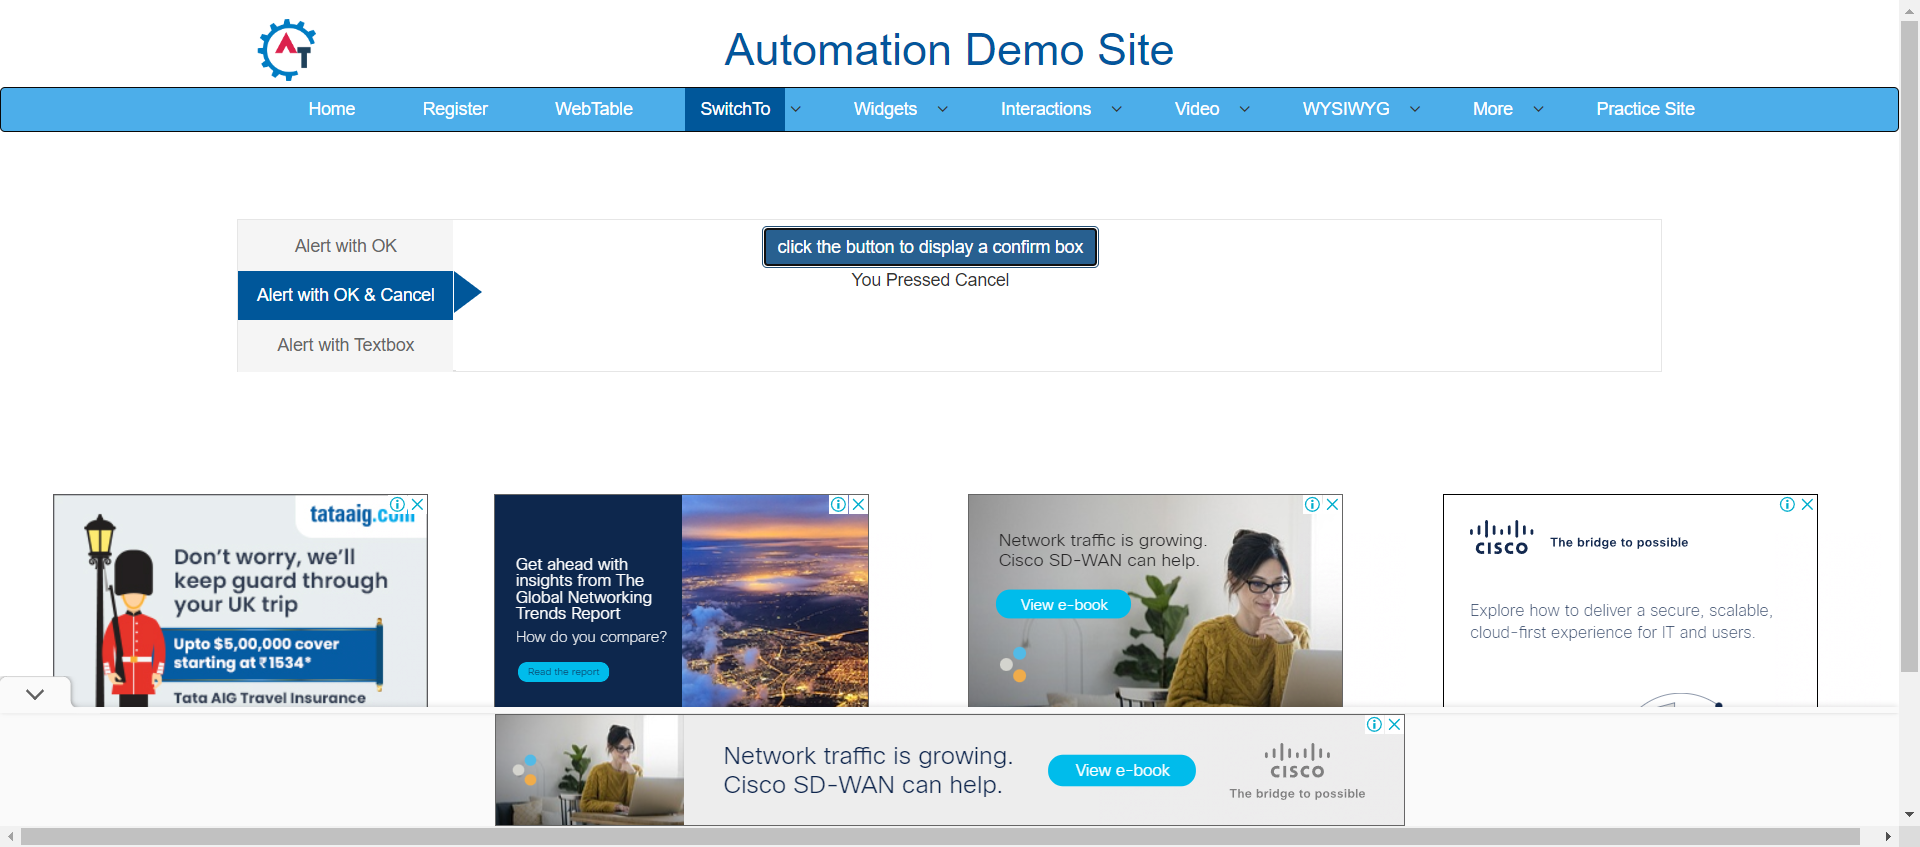 AT
Automation Demo Site
Home Register WebTable SwitchTo Widgets Interactions Video WYSIWYG More Practice Site
Alert with OK
Alert with OK & Cancel
Alert with Textbox
click the button to display a confirm box
You Pressed Cancel
tataaig.com
Don't worry, we'll
keep guard through
your UK trip
Upto $5,00,000 cover
starting at ₹1534*
Tata AIG Travel Insurance
Get ahead with
insights from The
Global Networking
Trends Report
How do you compare?
Read the report
Network traffic is growing.
Cisco SD-WAN can help.
View e-book
CISCO
The bridge to possible
Explore how to deliver a secure, scalable,
cloud-first experience for IT and users.
Network traffic is growing.
Cisco SD-WAN can help.
View e-book
CISCO
The bridge to possible